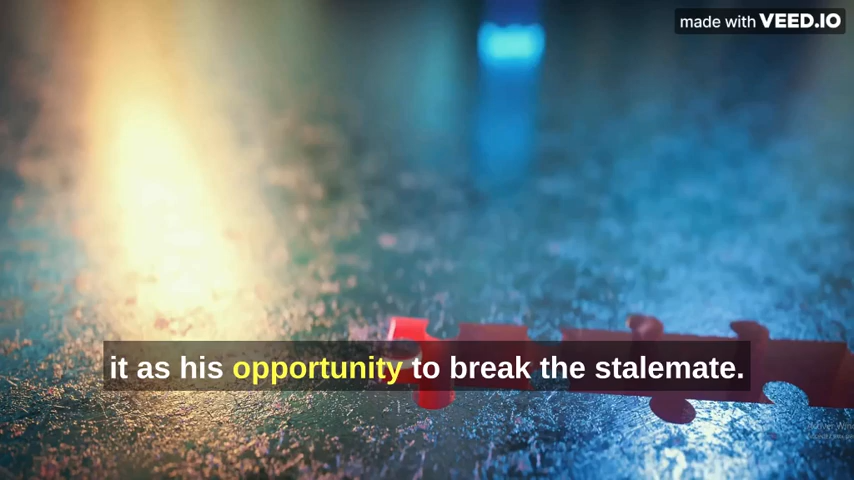 made with VEED.IO
it as his opportunity to break the stalemate.